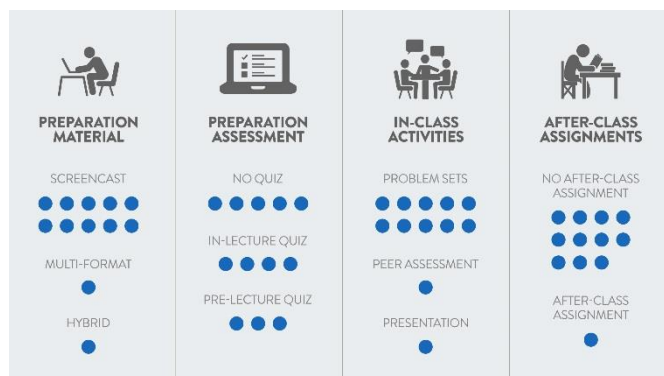 PREPARATION
MATERIAL
SCREENCAST
MULTI-FORMAT
HYBRID
PREPARATION
ASSESSMENT
NO QUIZ
IN-LECTURE QUIZ
PRE-LECTURE QUIZ
IN-CLASS
ACTIVITIES
PROBLEM SETS
PEER ASSESSMENT
PRESENTATION
AFTER-CLASS
ASSIGNMENTS
NO AFTER-CLASS
ASSIGNMENT
AFTER-CLASS
ASSIGNMENT